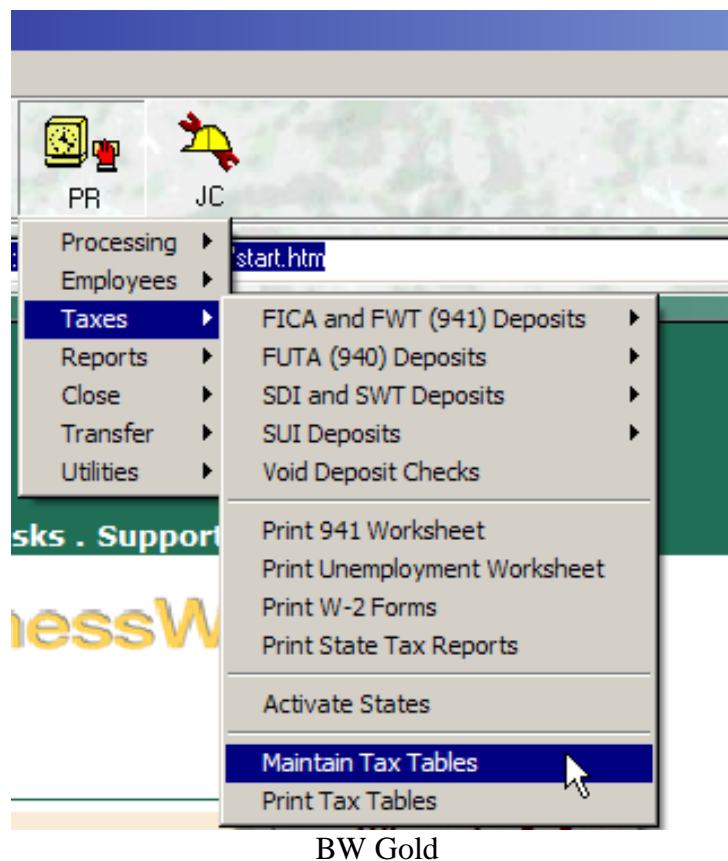 PR JC
Processing
start.htm
Employees
Taxes
FICA and FWT (941) Deposits
Reports
FUTA (940) Deposits
Close
SDI and SWT Deposits
Transfer
SUI Deposits
Utilities
Void Deposit Checks
sks . Support
Print 941 Worksheet
Print Unemployment Worksheet
nessW
Print W-2 Forms
Print State Tax Reports
Activate States
Maintain Tax Tables
Print Tax Tables
BW Gold